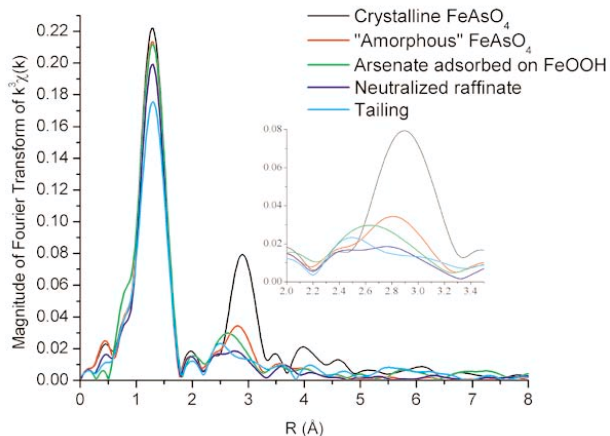 Crystalline FeAsO₄
"Amorphous" FeAsO₄
Arsenate adsorbed on FeOOH
Neutralized raffinate
Tailing
Magnitude of Fourier Transform of k³χ(k)
0.22
0.20
0.18
0.16
0.14
0.12
0.10
0.08
0.06
0.04
0.02
0.00
0.08
0.06
0.04
0.02
0.00
2.0 2.2 2.4 2.6 2.8 3.0 3.2 3.4
0 1 2 3 4 5 6 7 8
R (Å)